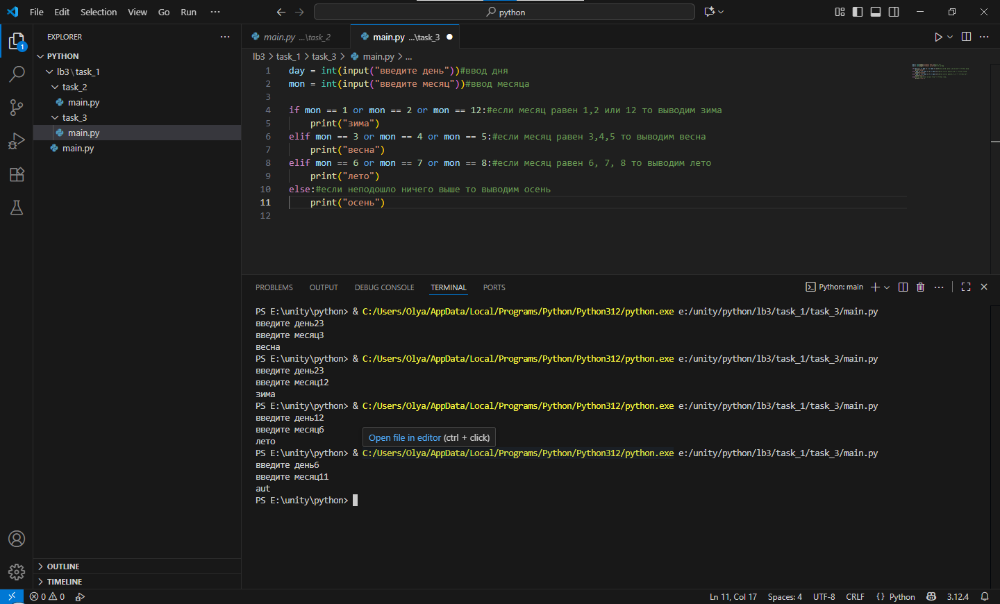 File Edit Selection View Go Run ··· python
EXPLORER ···
PYTHON
lb3 \ task_1
task_2
main.py
task_3
main.py
main.py
OUTLINE
TIMELINE
main.py ...\task_2 main.py ...\task_3
lb3 > task_1 > task_3 > main.py > ...
1 day = int(input("введите день"))#ввод дня
2 mon = int(input("введите месяц"))#ввод месяца
3
4 if mon == 1 or mon == 2 or mon == 12:#если месяц равен 1,2 или 12 то выводим зима
5 print("зима")
6 elif mon == 3 or mon == 4 or mon == 5:#если месяц равен 3,4,5 то выводим весна
7 print("весна")
8 elif mon == 6 or mon == 7 or mon == 8:#если месяц равен 6, 7, 8 то выводим лето
9 print("лето")
10 else:#если неподошло ничего выше то выводим осень
11 print("осень")
12
PROBLEMS OUTPUT DEBUG CONSOLE TERMINAL PORTS Python: main
PS E:\unity\python> & C:/Users/Olya/AppData/Local/Programs/Python/Python312/python.exe e:/unity/python/lb3/task_1/task_3/main.py
введите день23
введите месяц3
весна
PS E:\unity\python> & C:/Users/Olya/AppData/Local/Programs/Python/Python312/python.exe e:/unity/python/lb3/task_1/task_3/main.py
введите день23
введите месяц12
зима
PS E:\unity\python> & C:/Users/Olya/AppData/Local/Programs/Python/Python312/python.exe e:/unity/python/lb3/task_1/task_3/main.py
введите день12
введите месяц6
Open file in editor (ctrl + click)
лето
PS E:\unity\python> & C:/Users/Olya/AppData/Local/Programs/Python/Python312/python.exe e:/unity/python/lb3/task_1/task_3/main.py
введите день6
введите месяц11
aut
PS E:\unity\python>
0 0 Ln 11, Col 17 Spaces: 4 UTF-8 CRLF {} Python 3.12.4
1